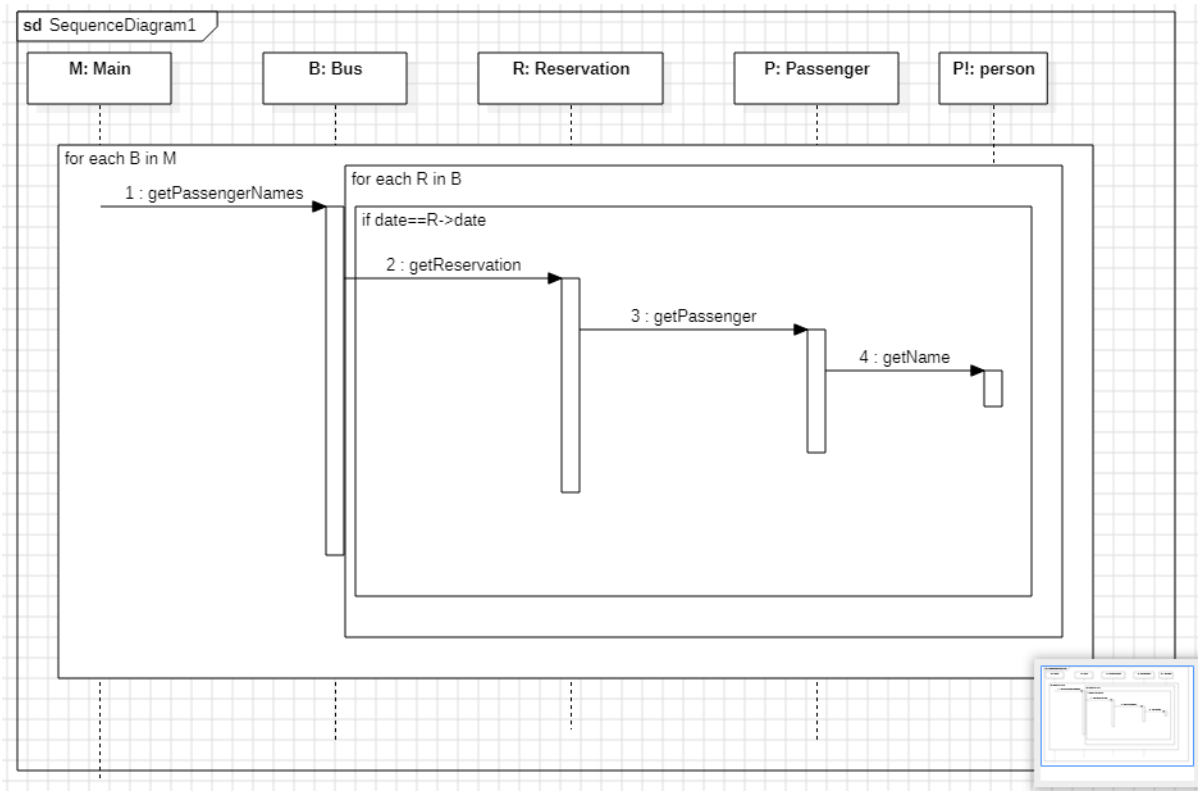 sd SequenceDiagram1
M: Main
B: Bus
R: Reservation
P: Passenger
P!: person
for each B in M
for each R in B
1 : getPassengerNames
if date==R->date
2 : getReservation
3 : getPassenger
4 : getName